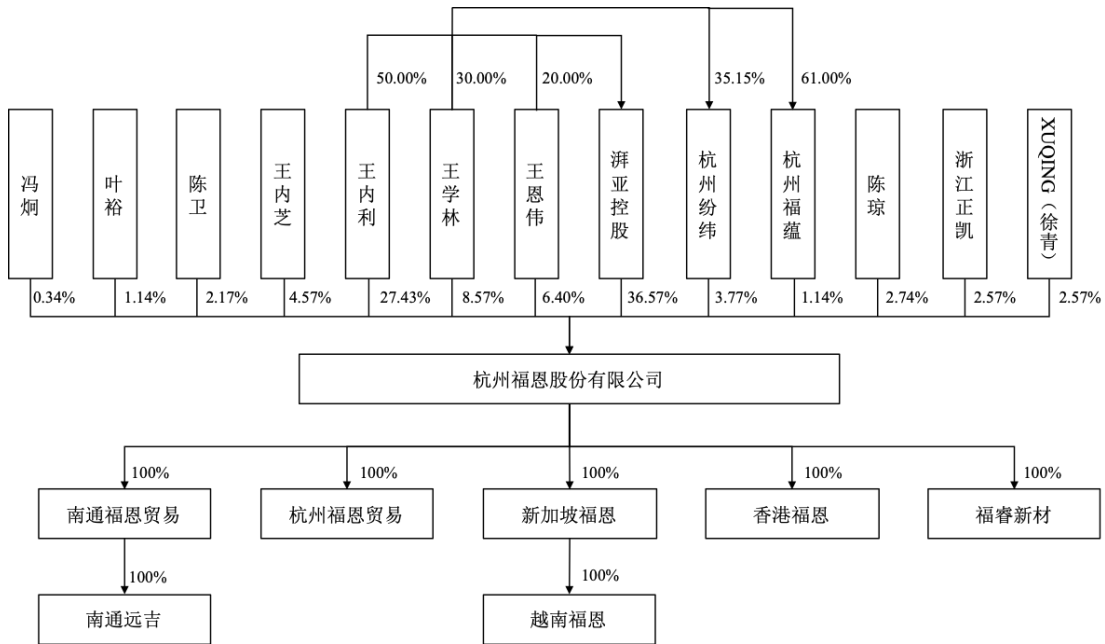 50.00%
30.00%
20.00%
35.15%
61.00%
冯炯
叶裕
陈卫
王内芝
王内利
王学林
王恩伟
湃亚控股
杭州纷纬
杭州福蕴
陈琼
浙江正凯
XUQING（徐青）
0.34%
1.14%
2.17%
4.57%
27.43%
8.57%
6.40%
36.57%
3.77%
1.14%
2.74%
2.57%
2.57%
杭州福恩股份有限公司
100%
100%
100%
100%
100%
南通福恩贸易
杭州福恩贸易
新加坡福恩
香港福恩
福睿新材
100%
100%
南通远吉
越南福恩